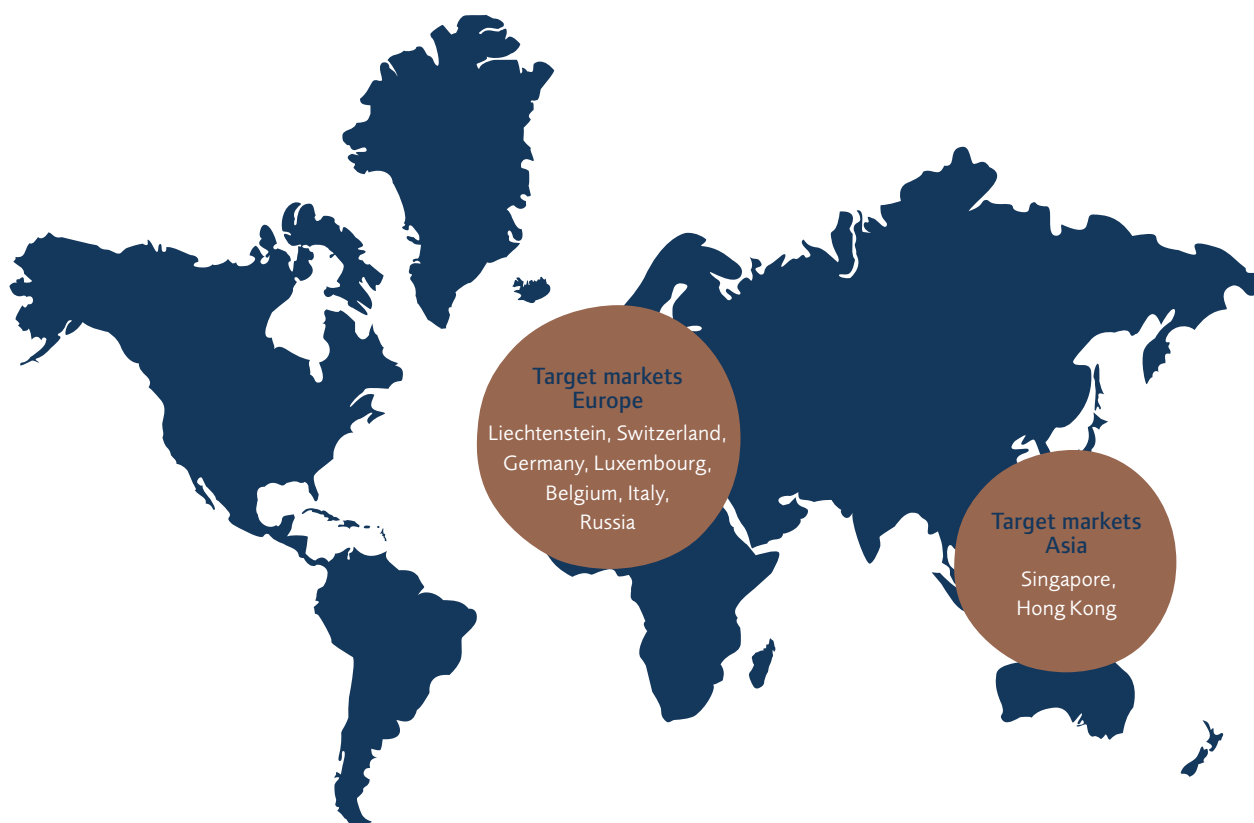 Target markets
Europe
Liechtenstein, Switzerland,
Germany, Luxembourg,
Belgium, Italy,
Russia
Target markets
Asia
Singapore,
Hong Kong